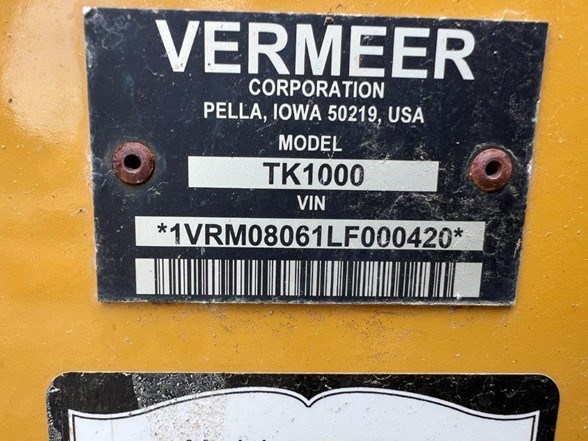 VERMEER
CORPORATION
PELLA, IOWA 50219, USA
MODEL
TK1000
VIN
*1VRM08061LF000420*